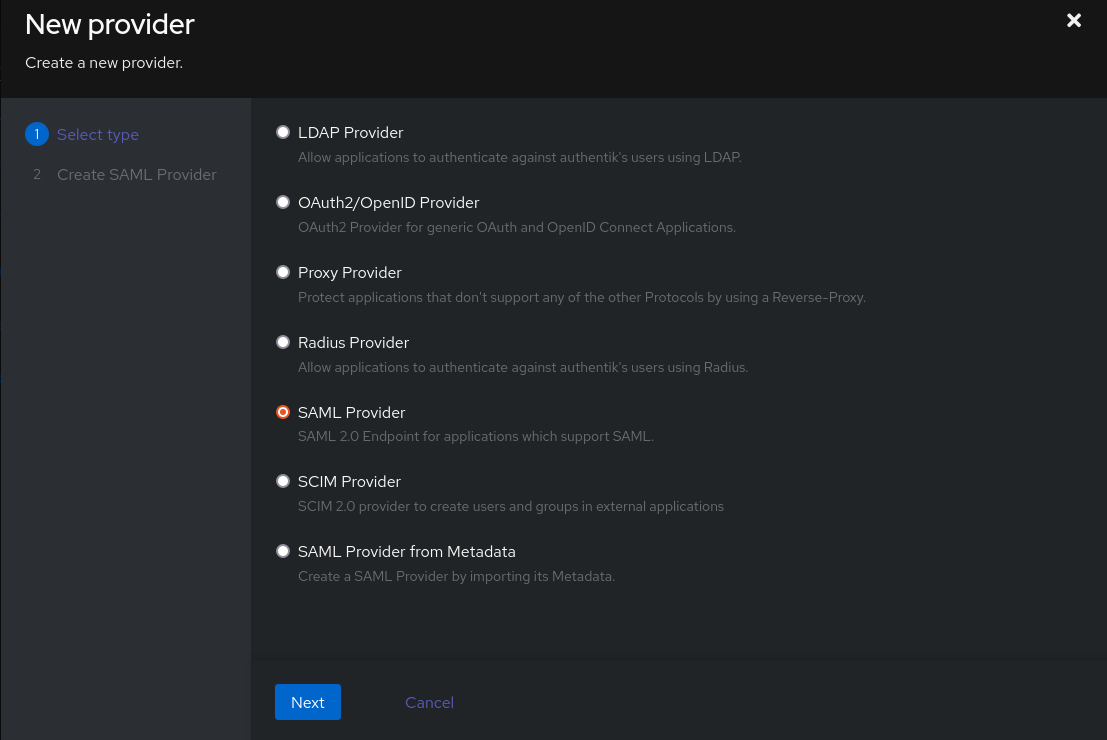 New provider
Create a new provider.
1 Select type
2 Create SAML Provider
LDAP Provider
Allow applications to authenticate against authentik's users using LDAP.
OAuth2/OpenID Provider
OAuth2 Provider for generic OAuth and OpenID Connect Applications.
Proxy Provider
Protect applications that don't support any of the other Protocols by using a Reverse-Proxy.
Radius Provider
Allow applications to authenticate against authentik's users using Radius.
SAML Provider
SAML 2.0 Endpoint for applications which support SAML.
SCIM Provider
SCIM 2.0 provider to create users and groups in external applications
SAML Provider from Metadata
Create a SAML Provider by importing its Metadata.
Next
Cancel